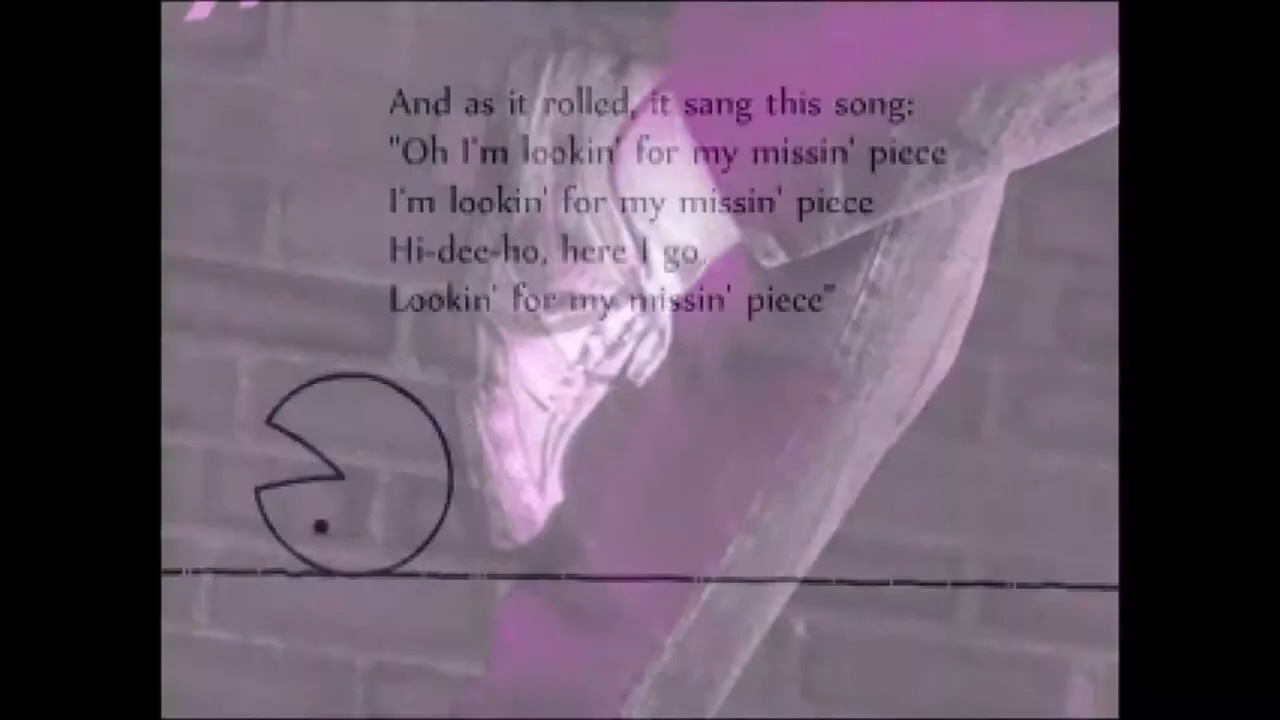 And as it rolled, it sang this song:
"Oh I'm lookin' for my missin' piece
I'm lookin' for my missin' piece
Hi-dee-ho, here I go,
Lookin' for my missin' piece"